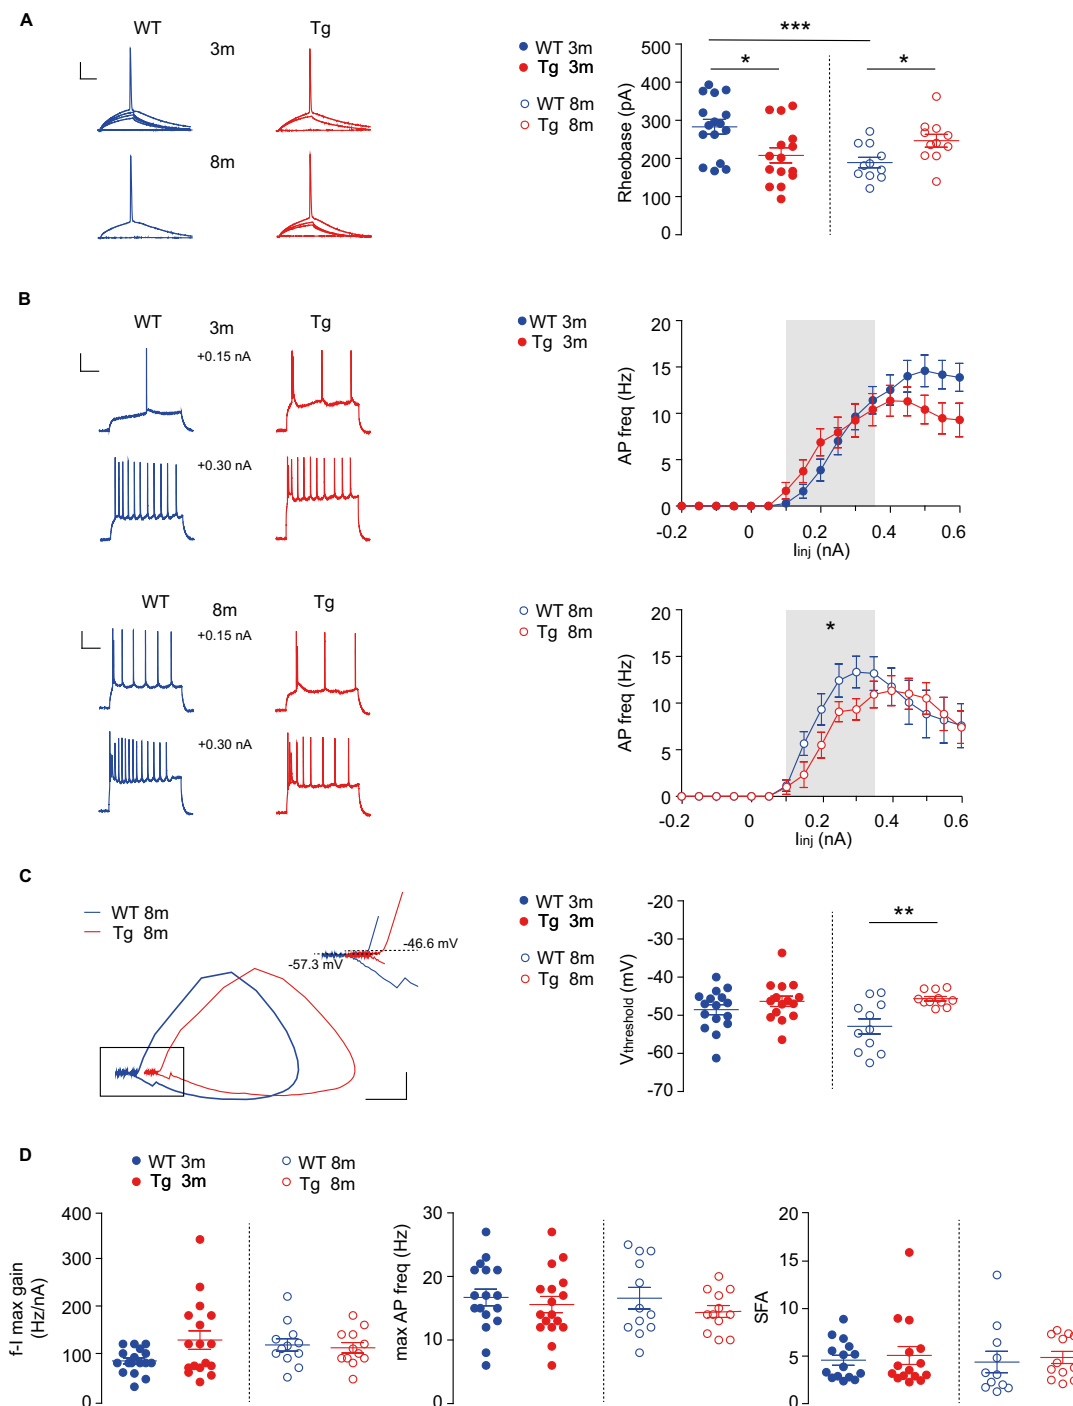 A
WT
Tg
3m
8m
WT 3m
Tg 3m
WT 8m
Tg 8m
Rheobase (pA)
500
400
300
200
100
0
***
*
*
B
WT
3m
Tg
+0.15 nA
+0.30 nA
WT 3m
Tg 3m
AP freq (Hz)
20
15
10
5
0
-0.2
0
0.2
0.4
0.6
Iinj (nA)
WT
8m
Tg
+0.15 nA
+0.30 nA
WT 8m
Tg 8m
AP freq (Hz)
20
15
10
5
0
*
-0.2
0
0.2
0.4
0.6
Iinj (nA)
C
WT 8m
Tg 8m
-46.6 mV
-57.3 mV
WT 3m
Tg 3m
WT 8m
Tg 8m
Vthreshold (mV)
-20
-30
-40
-50
-60
-70
**
D
WT 3m
Tg 3m
WT 8m
Tg 8m
f-I max gain
(Hz/nA)
400
300
200
100
0
max AP freq (Hz)
30
20
10
0
SFA
20
15
10
5
0